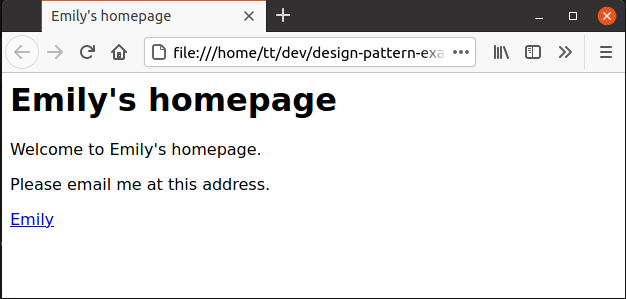 Emily's homepage
file:///home/tt/dev/design-pattern-exa
Emily's homepage
Welcome to Emily's homepage.
Please email me at this address.
Emily